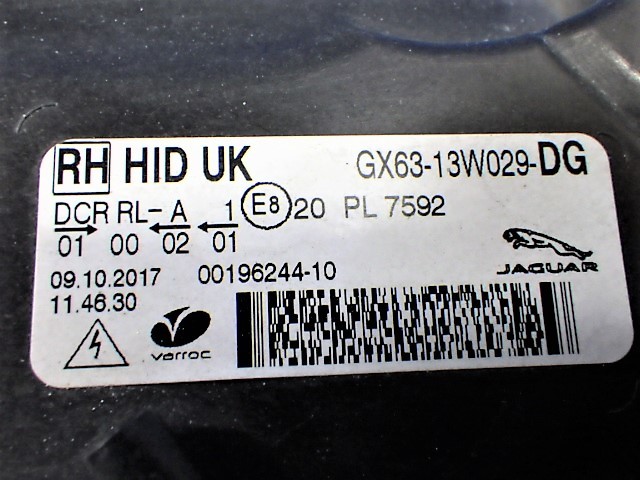 RH HID UK GX63-13W029-DG
DCR RL- A 1 E8 20 PL 7592
01 00 02 01
09.10.2017 00196244-10
11.46.30
JAGUAR
varroc